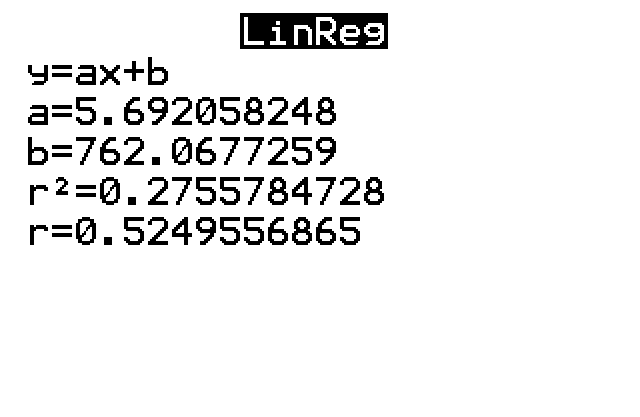 LinReg
y=ax+b
a=5.692058248
b=762.0677259
r²=0.2755784728
r=0.5249556865